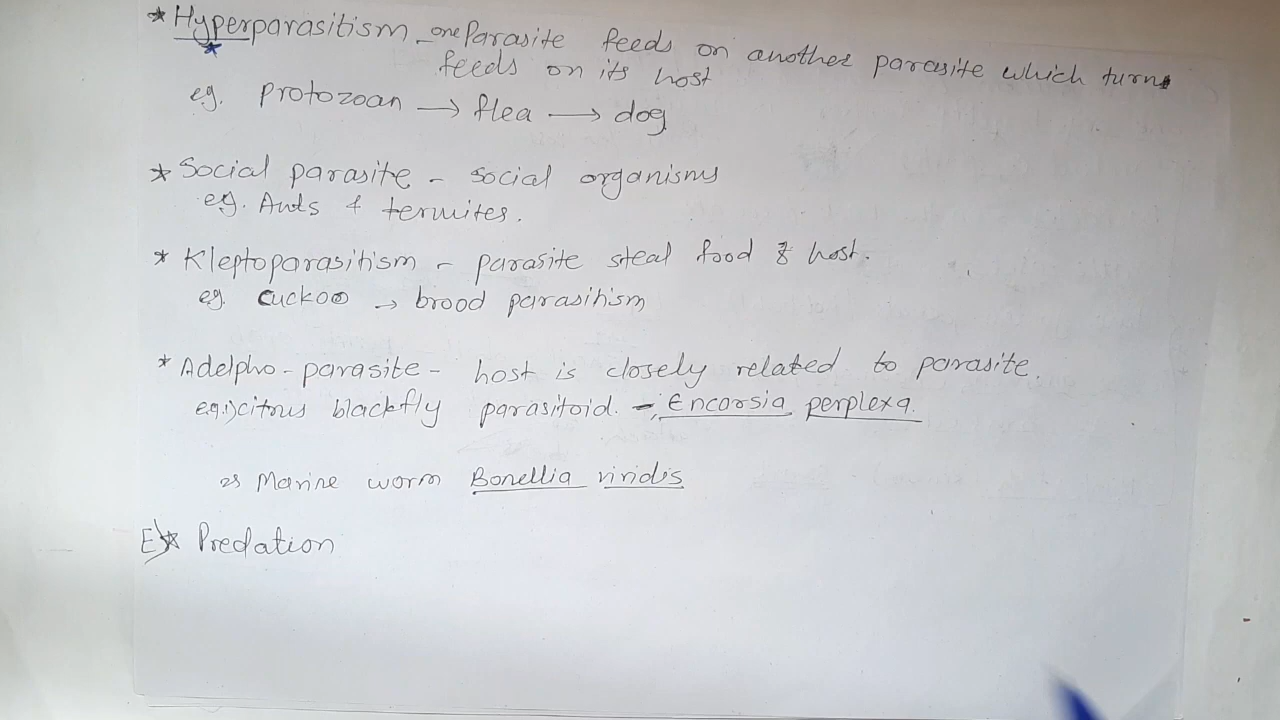 * Hyperparasitism - one Parasite feeds on another parasite which turns
feeds on its host
eg. protozoan → flea → dog
* Social parasite - social organisms
eg. Ants & termites.
* Kleptoparasitism - parasite steal food & host.
eg. cuckoo → brood parasitism
* Adelpho-parasite - host is closely related to parasite.
eg. 1) citrus blackfly parasitoid. - Encarsia perplexa.
2) Marine worm Bonellia viridis
E) * Predation